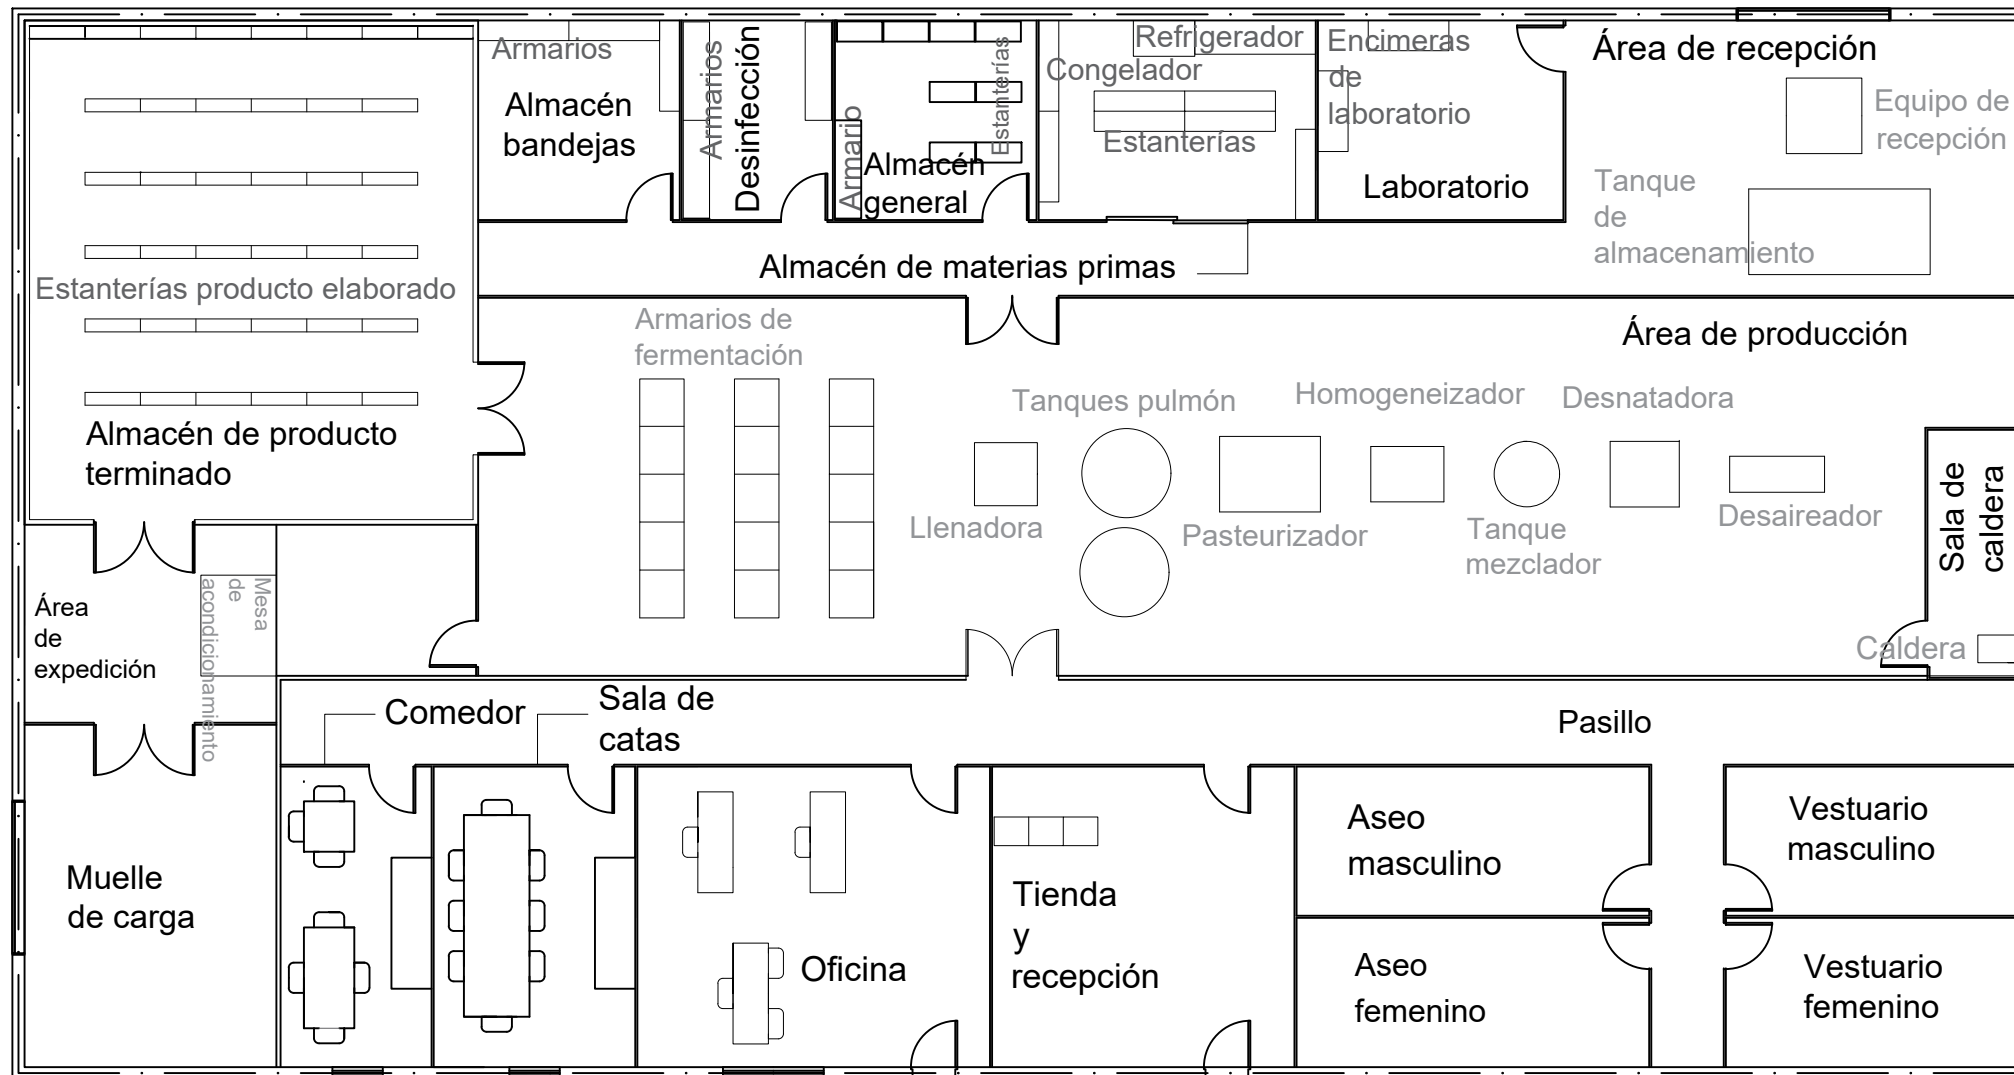 Armarios
Almacén
bandejas
Armarios
Desinfección
Armario
Estanterías
Almacén
general
Refrigerador
Congelador
Estanterías
Encimeras
de
laboratorio
Laboratorio
Área de recepción
Equipo de
recepción
Tanque
de
almacenamiento
Almacén de materias primas
Estanterías producto elaborado
Almacén de producto
terminado
Armarios de
fermentación
Área de producción
Tanques pulmón
Homogeneizador
Desnatadora
Llenadora
Pasteurizador
Tanque
mezclador
Desaireador
Sala de
caldera
Caldera
Área
de
expedición
Mesa
de
acondicionamiento
Comedor
Sala de
catas
Pasillo
Muelle
de carga
Oficina
Tienda
y
recepción
Aseo
masculino
Vestuario
masculino
Aseo
femenino
Vestuario
femenino